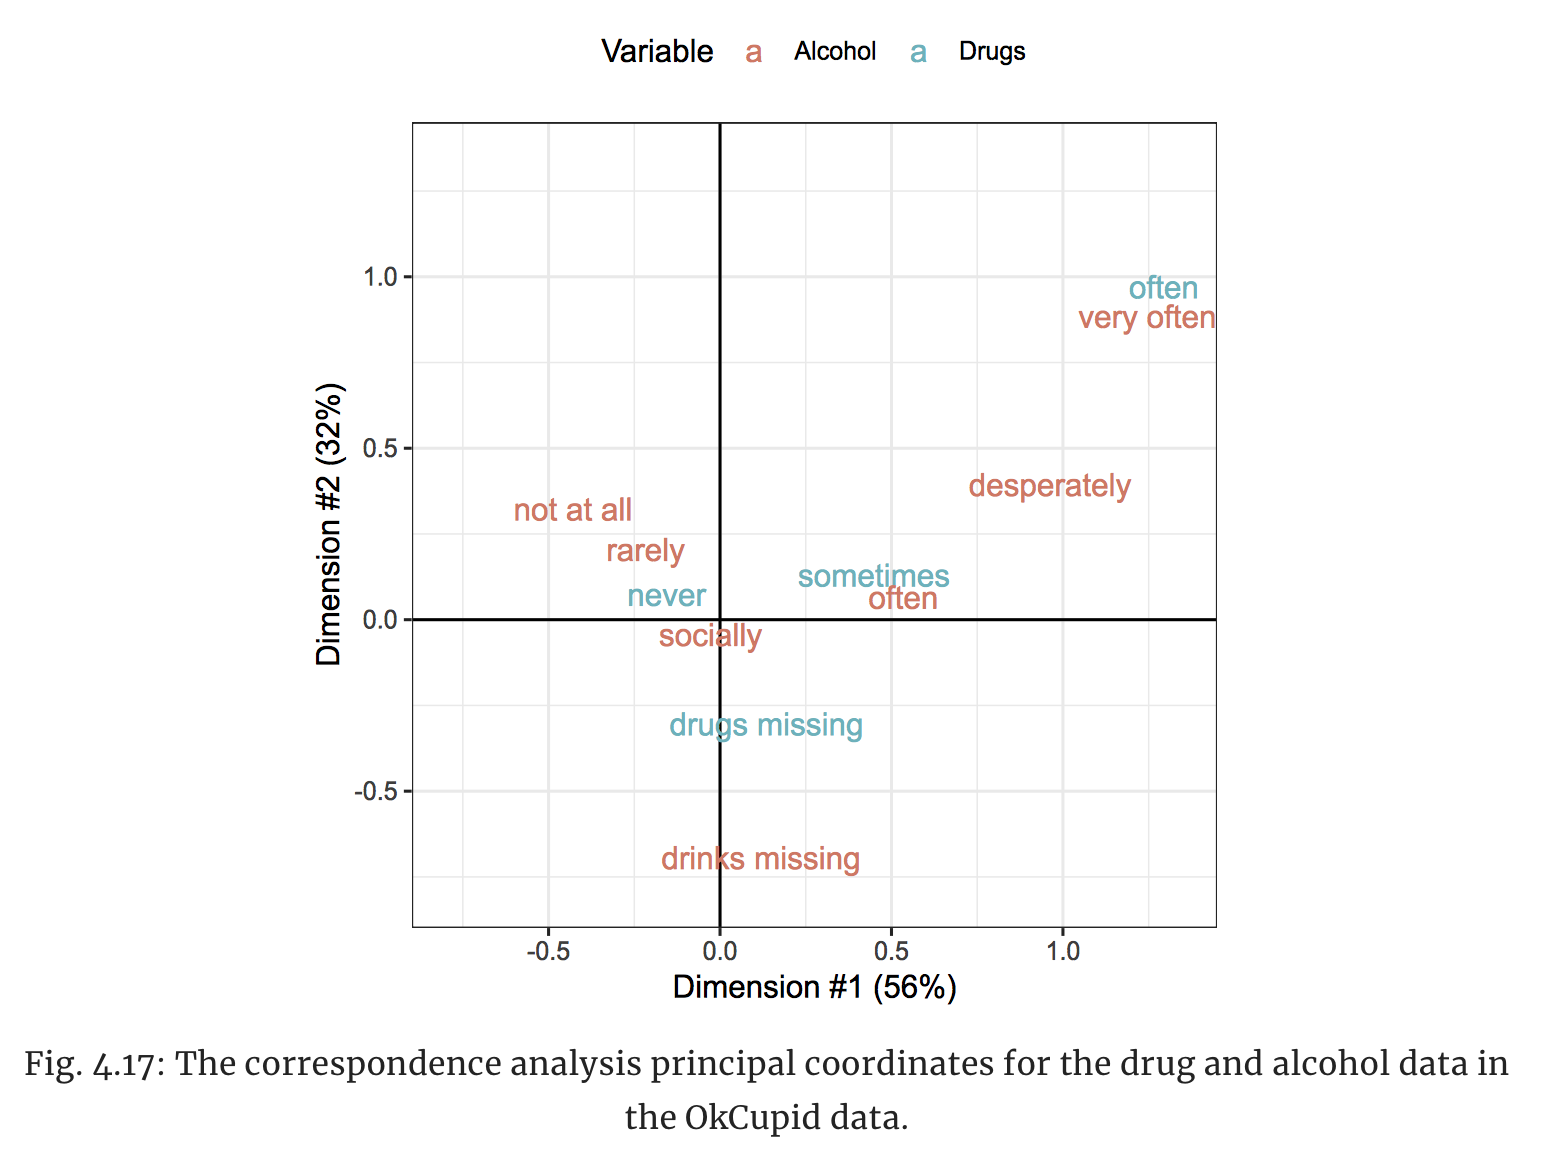 Variable a Alcohol a Drugs
1.0
often
very often
Dimension #2 (32%)
0.5
desperately
not at all
rarely
sometimes
never
often
0.0
socially
drugs missing
-0.5
drinks missing
-0.5 0.0 0.5 1.0
Dimension #1 (56%)
Fig. 4.17: The correspondence analysis principal coordinates for the drug and alcohol data in
the OkCupid data.